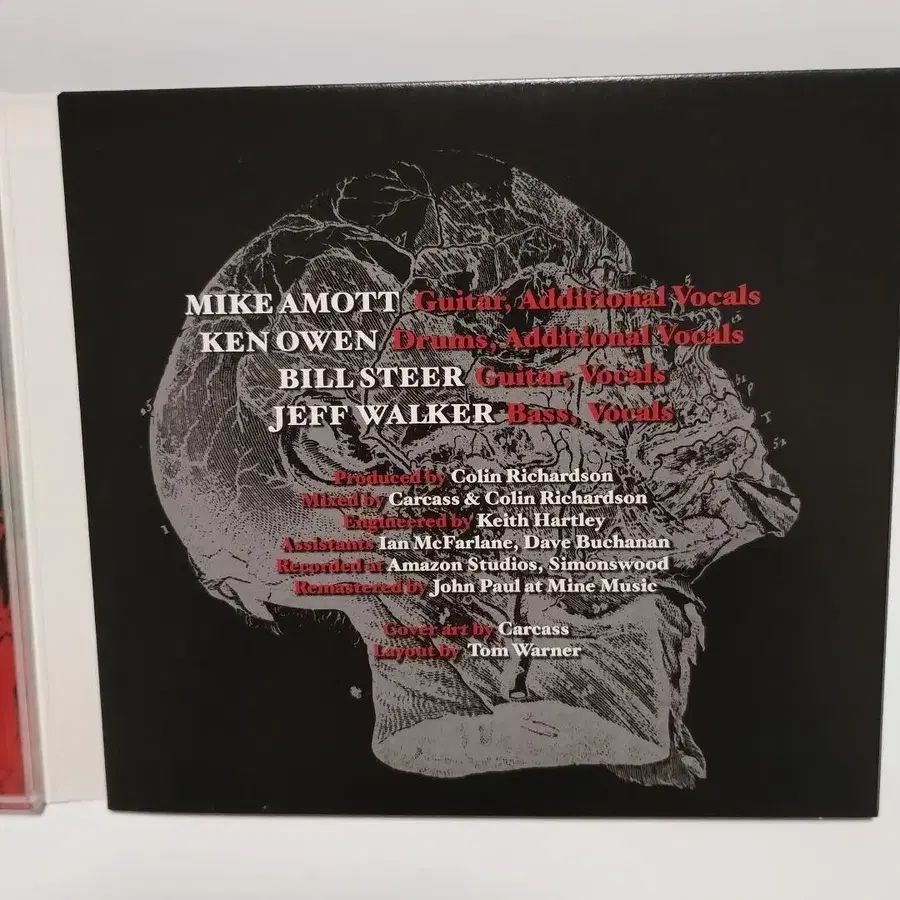 MIKE AMOTT Guitar, Additional Vocals
KEN OWEN Drums, Additional Vocals
BILL STEER Guitar, Vocals
JEFF WALKER Bass, Vocals
Produced by Colin Richardson
Mixed by Carcass & Colin Richardson
Engineered by Keith Hartley
Assistants Ian McFarlane, Dave Buchanan
Recorded at Amazon Studios, Simonswood
Remastered by John Paul at Mine Music
Cover art by Carcass
Layout by Tom Warner